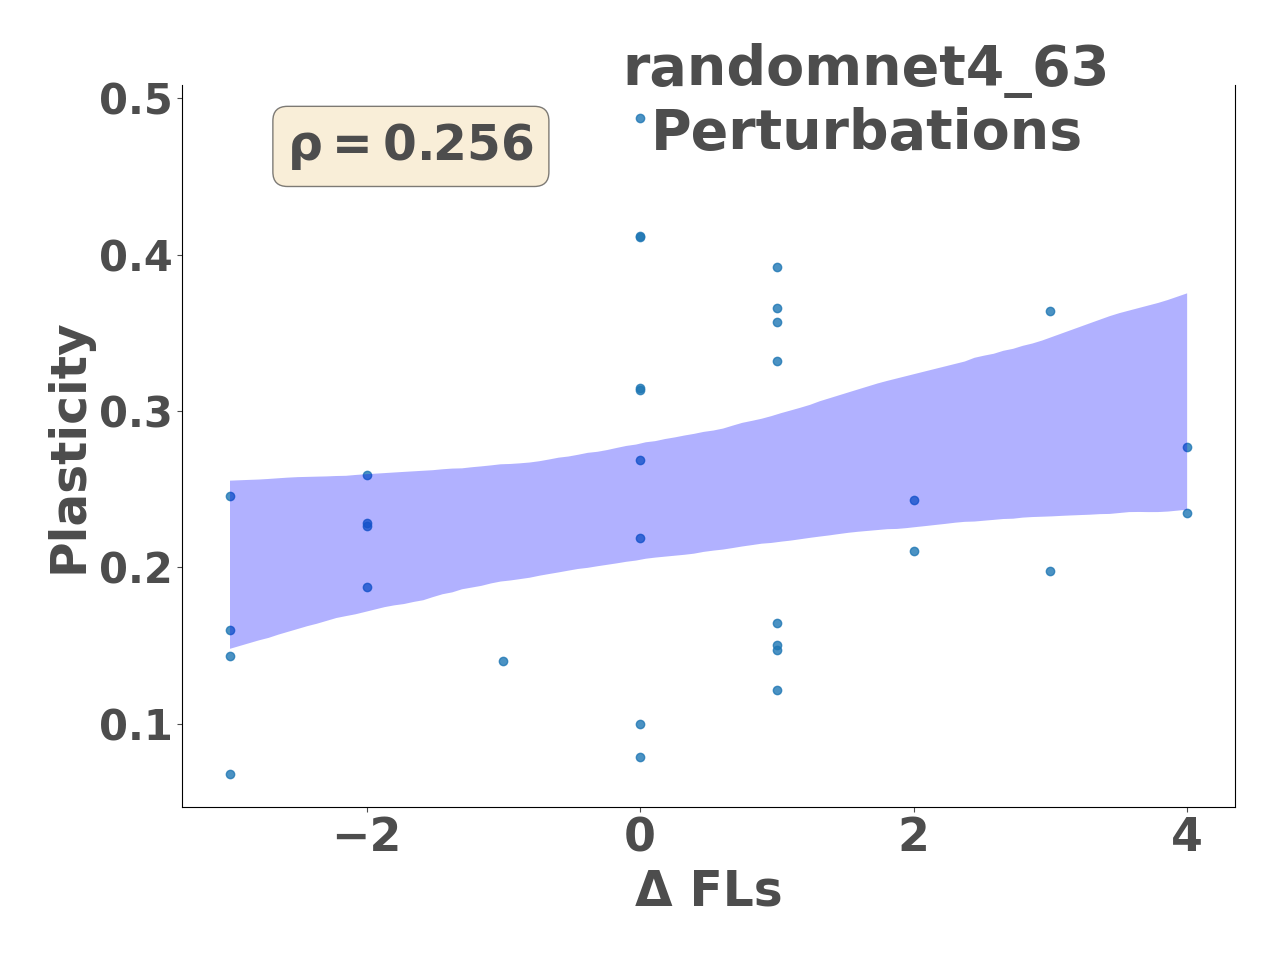 randomnet4_63
Perturbations
ρ = 0.256
Plasticity
0.5
0.4
0.3
0.2
0.1
−2 0 2 4
Δ FLs